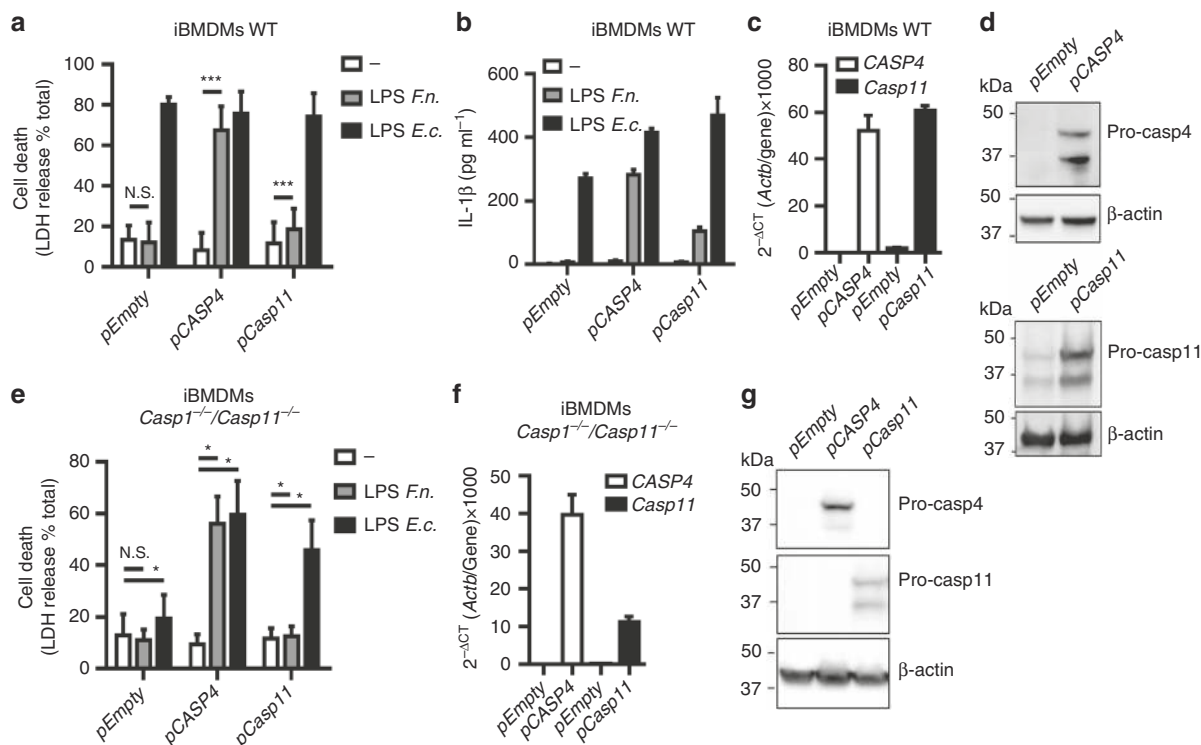 a
iBMDMs WT
Cell death
(LDH release % total)
100
80
60
40
20
0
–
LPS F.n.
LPS E.c.
N.S.
***
***
pEmpty
pCASP4
pCasp11
b
iBMDMs WT
IL-1β (pg ml⁻¹)
600
400
200
0
–
LPS F.n.
LPS E.c.
pEmpty
pCASP4
pCasp11
c
iBMDMs WT
2⁻ΔCT (Actb/gene)×1000
80
60
40
20
0
CASP4
Casp11
pEmpty
pCASP4
pEmpty
pCasp11
d
pEmpty
pCASP4
kDa
50
37
Pro-casp4
50
37
β-actin
pEmpty
pCasp11
kDa
50
37
Pro-casp11
50
37
β-actin
e
iBMDMs
Casp1⁻/⁻/Casp11⁻/⁻
Cell death
(LDH release % total)
80
60
40
20
0
–
LPS F.n.
LPS E.c.
N.S.
*
*
*
*
*
pEmpty
pCASP4
pCasp11
f
iBMDMs
Casp1⁻/⁻/Casp11⁻/⁻
2⁻ΔCT (Actb/Gene)×1000
50
40
30
20
10
0
CASP4
Casp11
pEmpty
pCASP4
pEmpty
pCasp11
g
pEmpty
pCASP4
pCasp11
kDa
50
37
Pro-casp4
50
37
Pro-casp11
50
37
β-actin